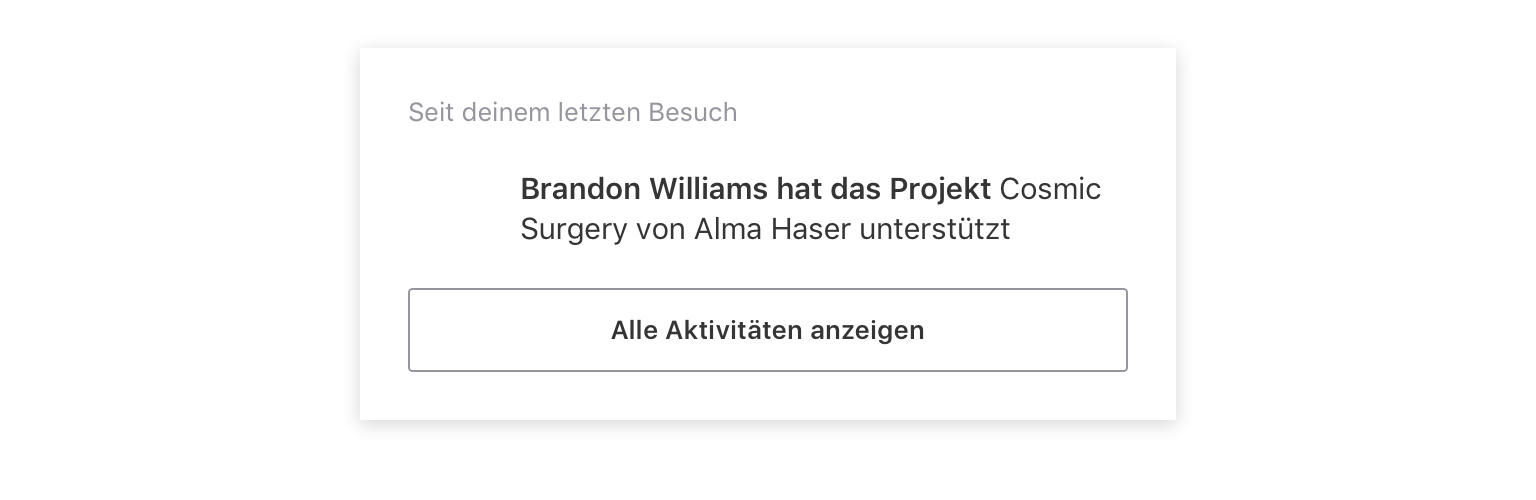 Seit deinem letzten Besuch
Brandon Williams hat das Projekt Cosmic
Surgery von Alma Haser unterstützt
Alle Aktivitäten anzeigen